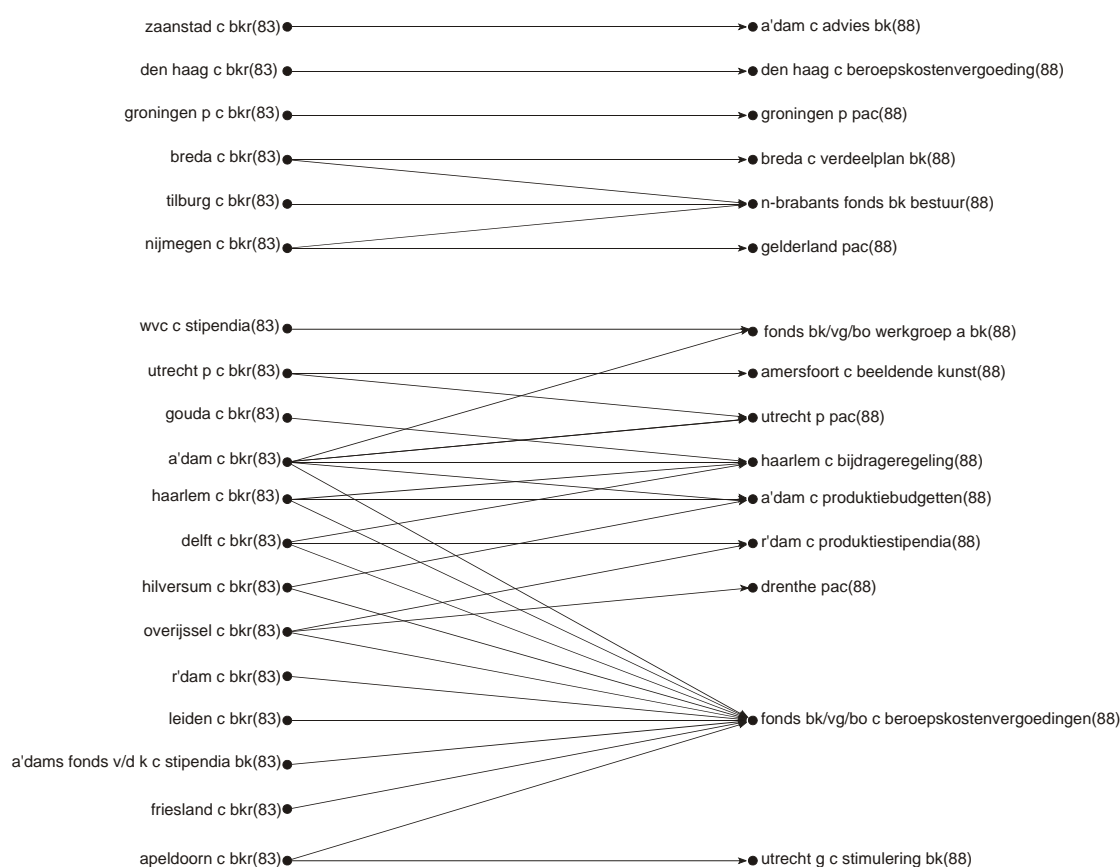 zaanstad c bkr(83)
a'dam c advies bk(88)
den haag c bkr(83)
den haag c beroepskostenvergoeding(88)
groningen p c bkr(83)
groningen p pac(88)
breda c bkr(83)
breda c verdeelplan bk(88)
tilburg c bkr(83)
n-brabants fonds bk bestuur(88)
nijmegen c bkr(83)
gelderland pac(88)
wvc c stipendia(83)
fonds bk/vg/bo werkgroep a bk(88)
utrecht p c bkr(83)
amersfoort c beeldende kunst(88)
gouda c bkr(83)
utrecht p pac(88)
a'dam c bkr(83)
haarlem c bijdrageregeling(88)
haarlem c bkr(83)
a'dam c produktiebudgetten(88)
delft c bkr(83)
r'dam c produktiestipendia(88)
hilversum c bkr(83)
drenthe pac(88)
overijssel c bkr(83)
r'dam c bkr(83)
leiden c bkr(83)
fonds bk/vg/bo c beroepskostenvergoedingen(88)
a'dams fonds v/d k c stipendia bk(83)
friesland c bkr(83)
apeldoorn c bkr(83)
utrecht g c stimulering bk(88)